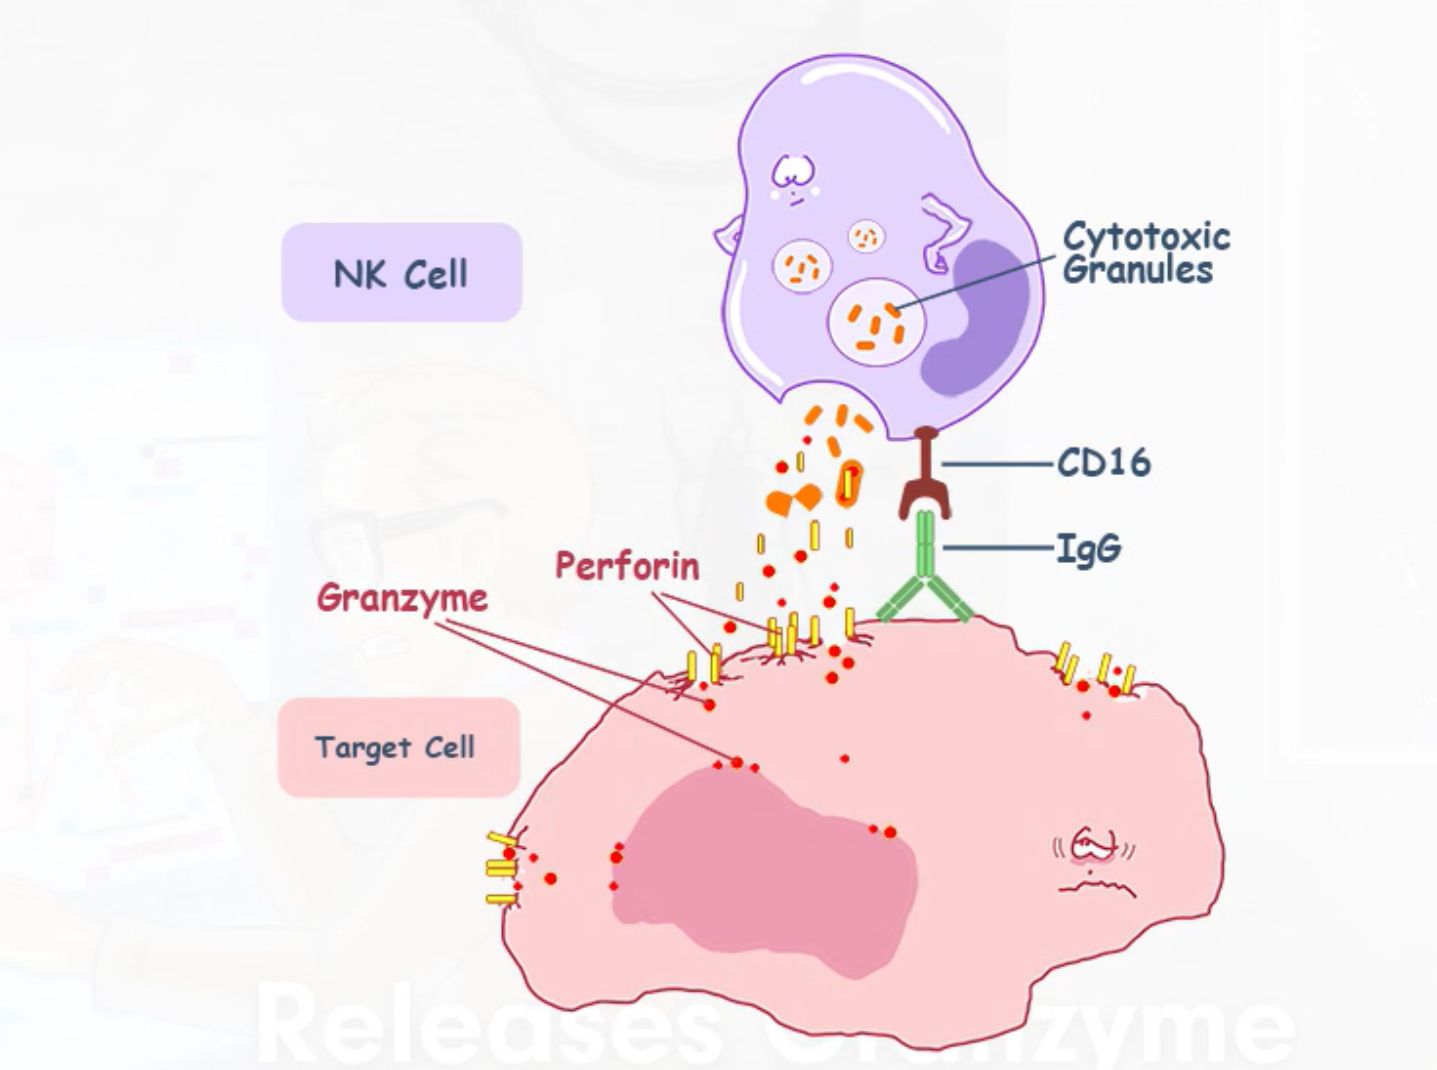 Cytotoxic
Granules
NK Cell
CD16
IgG
Perforin
Granzyme
Target Cell
Releases Granzyme